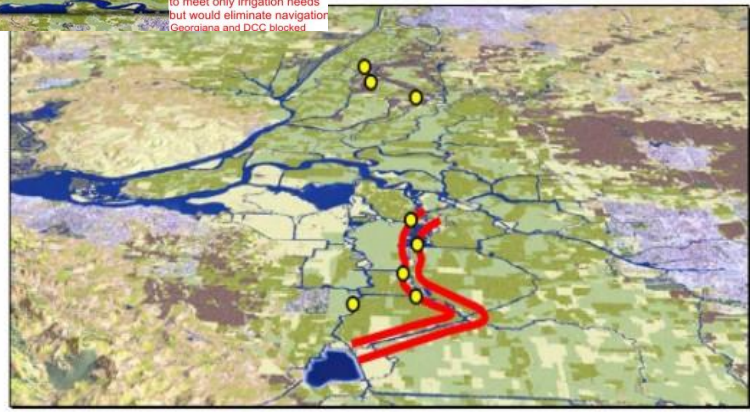 to meet only irrigation needs
but would eliminate navigation
Georgiana and DCC blocked